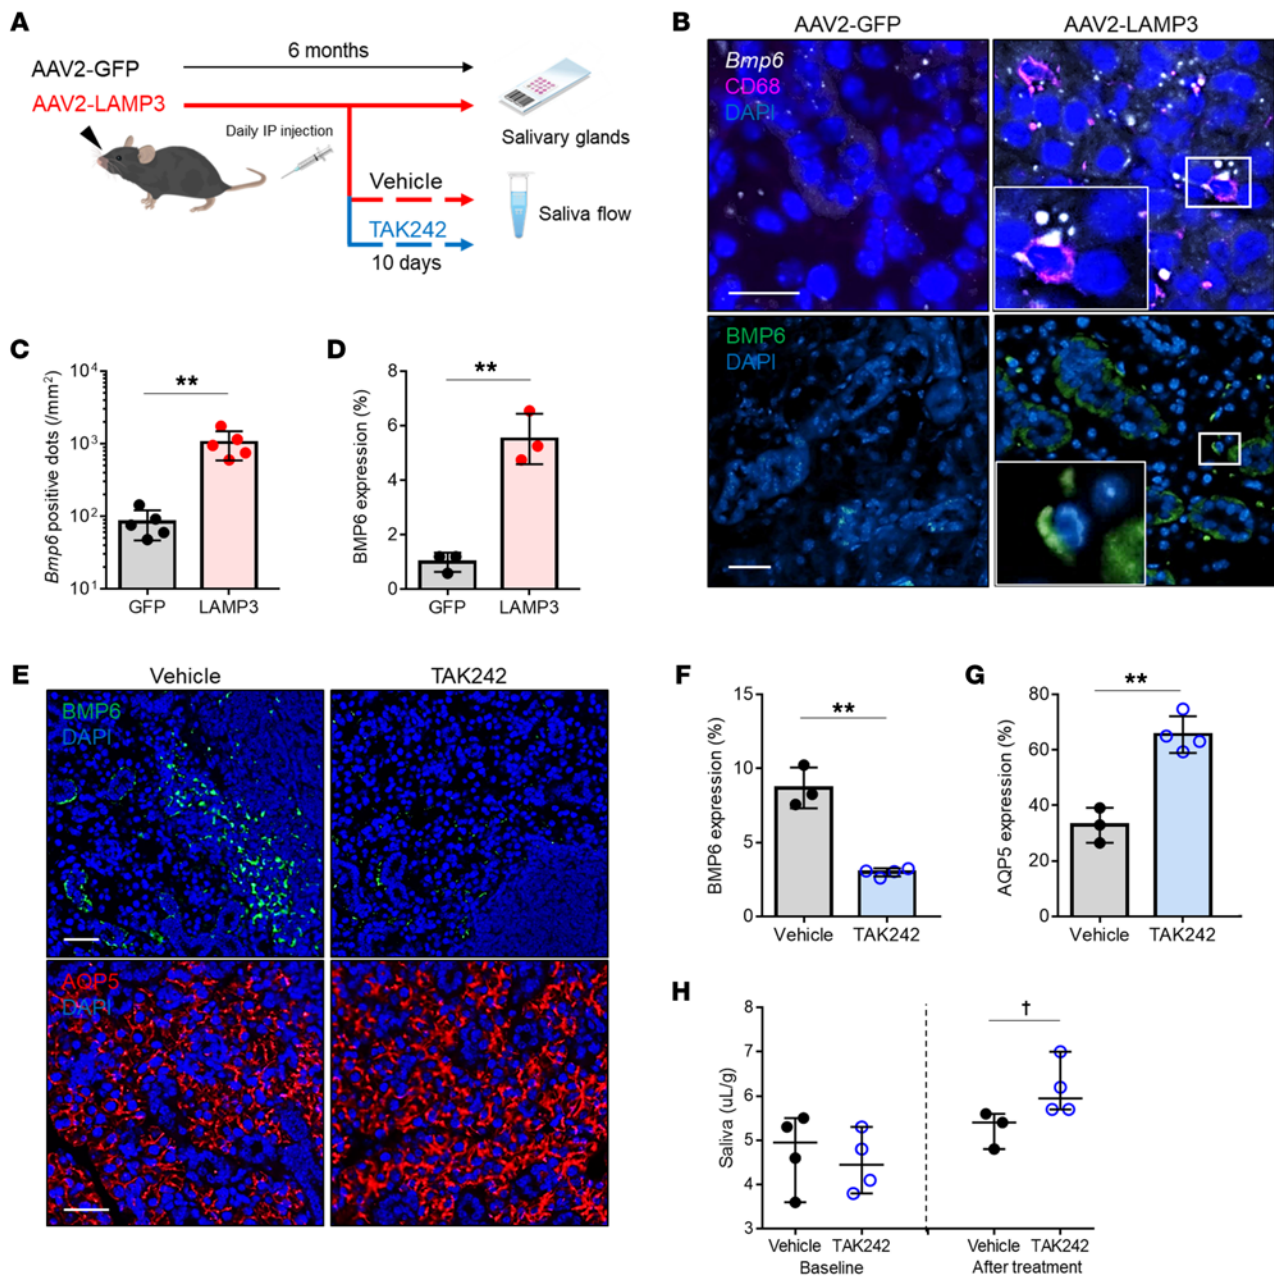 A
6 months
AAV2-GFP
AAV2-LAMP3
Daily IP injection
Salivary glands
Vehicle
Saliva flow
TAK242
10 days
B
AAV2-GFP AAV2-LAMP3
Bmp6
CD68
DAPI
BMP6
DAPI
C
Bmp6 positive dots (/mm²)
10⁴
10³
10²
10¹
**
GFP LAMP3
D
BMP6 expression (%)
8
6
4
2
0
**
GFP LAMP3
E
Vehicle TAK242
BMP6
DAPI
AQP5
DAPI
F
BMP6 expression (%)
15
10
5
0
**
Vehicle TAK242
G
AQP5 expression (%)
80
60
40
20
0
**
Vehicle TAK242
H
Saliva (uL/g)
8
7
6
5
4
3
†
Vehicle TAK242 Vehicle TAK242
Baseline After treatment